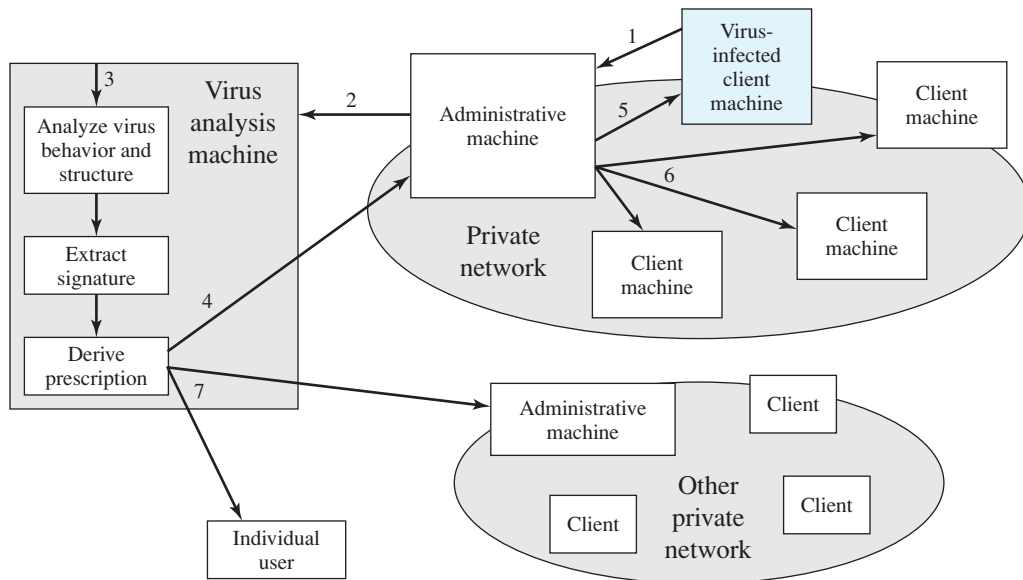 1
Virus-
infected
client
machine
3
Virus
analysis
machine
2
Administrative
machine
5
Client
machine
Analyze virus
behavior and
structure
6
Client
machine
Private
network
Client
machine
Extract
signature
4
Derive
prescription
7
Administrative
machine
Client
Other
private
network
Client
Client
Individual
user